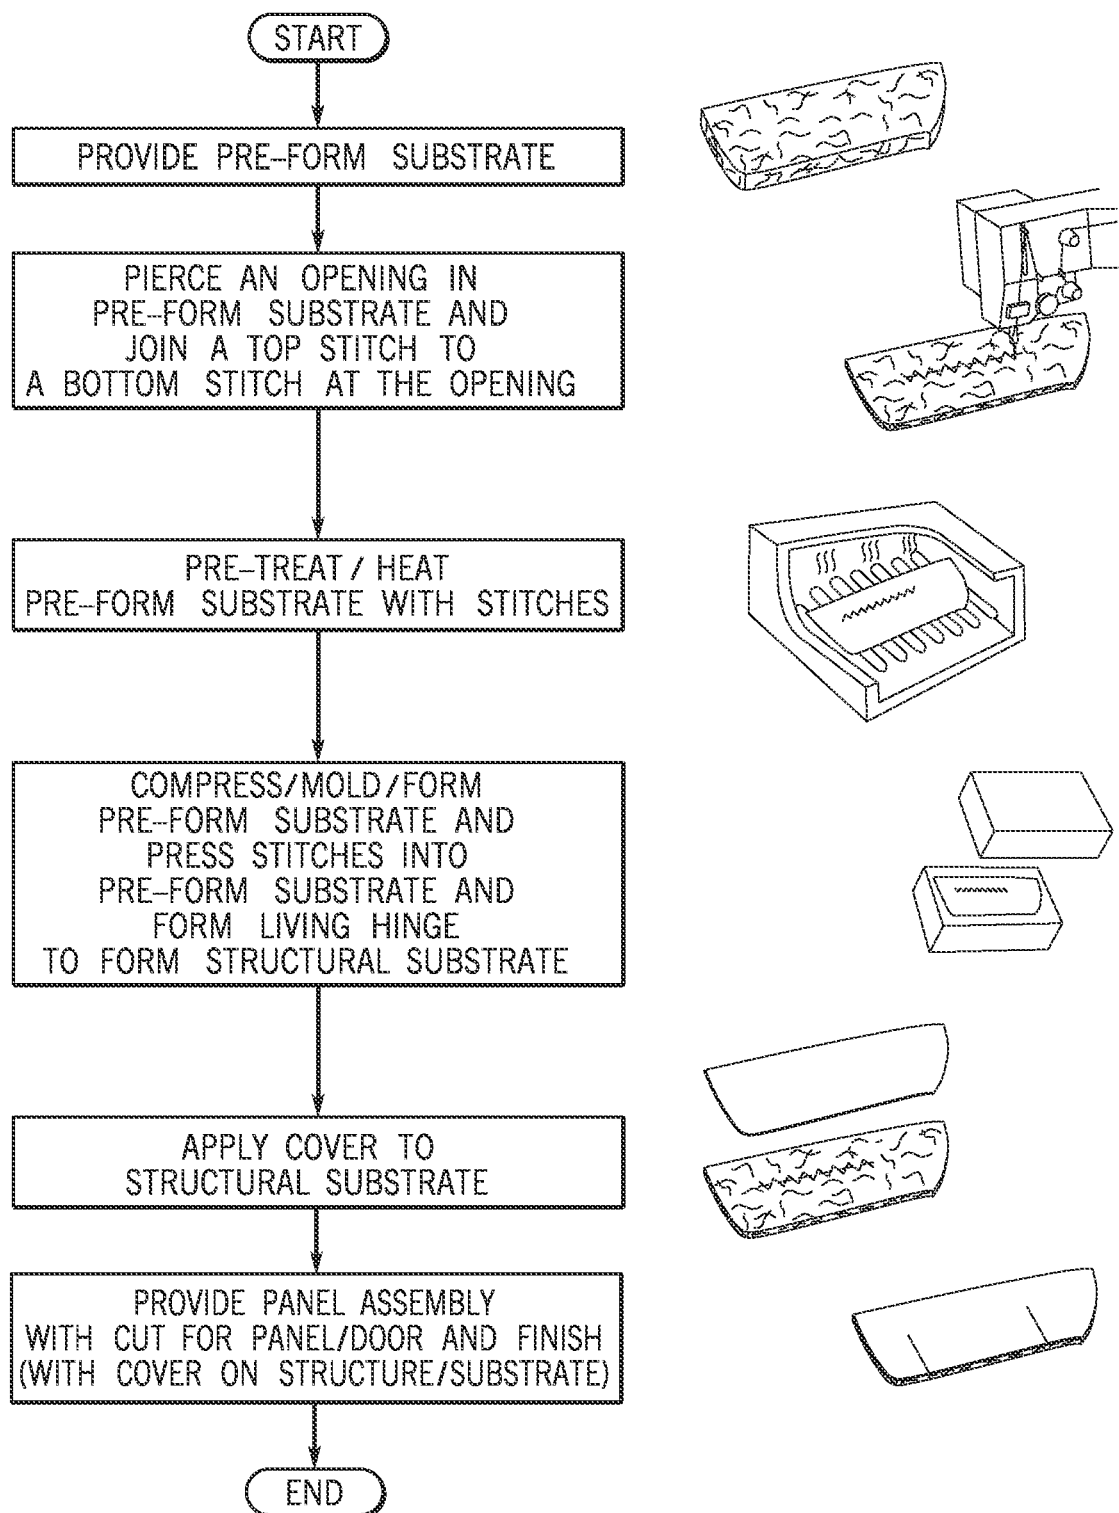 START
PROVIDE PRE-FORM SUBSTRATE
PIERCE AN OPENING IN
PRE-FORM SUBSTRATE AND
JOIN A TOP STITCH TO
A BOTTOM STITCH AT THE OPENING
PRE-TREAT / HEAT
PRE-FORM SUBSTRATE WITH STITCHES
COMPRESS/MOLD/FORM
PRE-FORM SUBSTRATE AND
PRESS STITCHES INTO
PRE-FORM SUBSTRATE AND
FORM LIVING HINGE
TO FORM STRUCTURAL SUBSTRATE
APPLY COVER TO
STRUCTURAL SUBSTRATE
PROVIDE PANEL ASSEMBLY
WITH CUT FOR PANEL/DOOR AND FINISH
(WITH COVER ON STRUCTURE/SUBSTRATE)
END